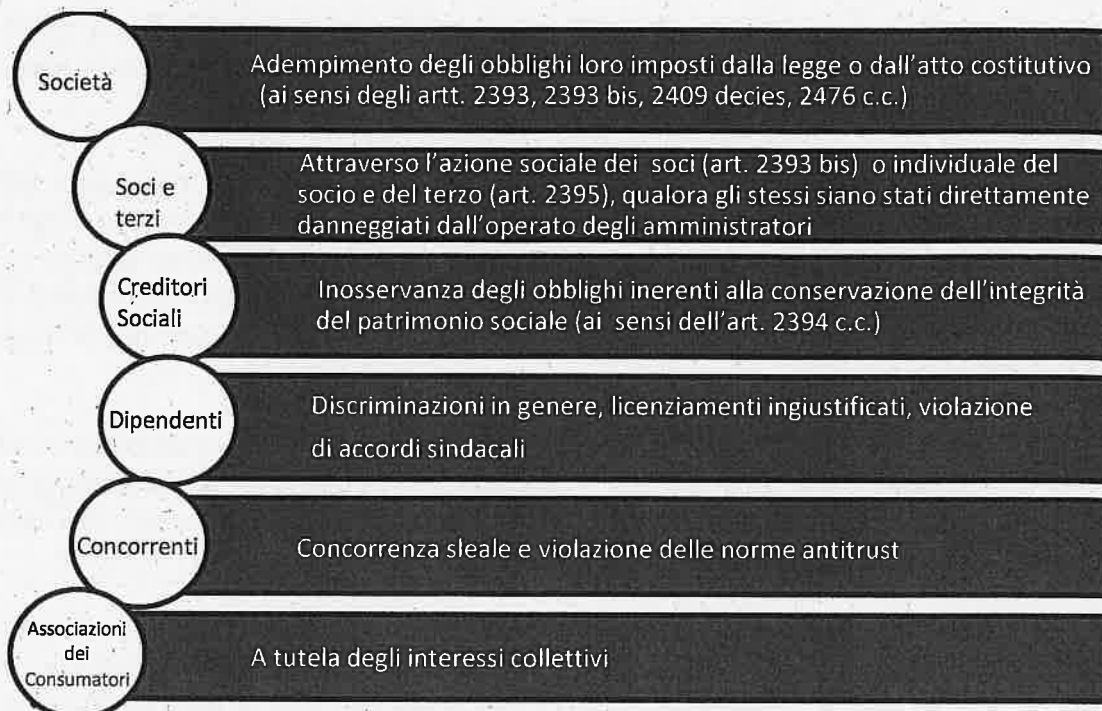 Società
Adempimento degli obblighi loro imposti dalla legge o dall'atto costitutivo
(ai sensi degli artt. 2393, 2393 bis, 2409 decies, 2476 c.c.)
Soci e
terzi
Attraverso l'azione sociale dei soci (art. 2393 bis) o individuale del
socio e del terzo (art. 2395), qualora gli stessi siano stati direttamente
danneggiati dall'operato degli amministratori
Creditori
Sociali
Inosservanza degli obblighi inerenti alla conservazione dell'integrità
del patrimonio sociale (ai sensi dell'art. 2394 c.c.)
Dipendenti
Discriminazioni in genere, licenziamenti ingiustificati, violazione
di accordi sindacali
Concorrenti
Concorrenza sleale e violazione delle norme antitrust
Associazioni
dei
Consumatori
A tutela degli interessi collettivi